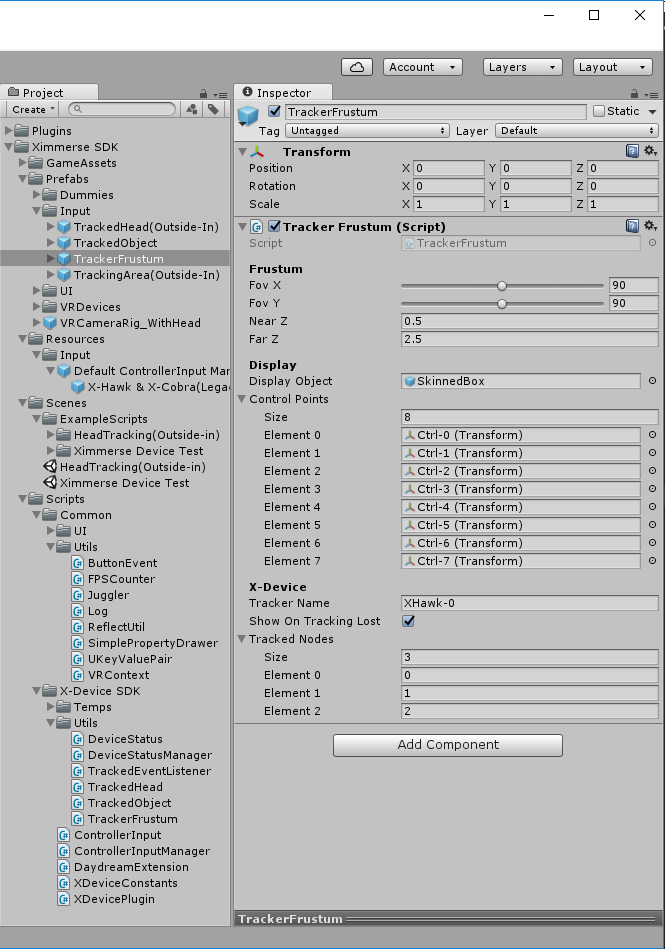 Account
Layers
Layout
Project
Create
Plugins
Ximmerse SDK
GameAssets
Prefabs
Dummies
Input
TrackedHead(Outside-In)
TrackedObject
TrackerFrustum
TrackingArea(Outside-In)
UI
VRDevices
VRCameraRig_WithHead
Resources
Input
Default ControllerInput Mar
X-Hawk & X-Cobra(Lega
Scenes
ExampleScripts
HeadTracking(Outside-in)
Ximmerse Device Test
HeadTracking(Outside-in)
Ximmerse Device Test
Scripts
Common
UI
Utils
ButtonEvent
FPSCounter
Juggler
Log
ReflectUtil
SimplePropertyDrawer
UKeyValuePair
VRContext
X-Device SDK
Temps
Utils
DeviceStatus
DeviceStatusManager
TrackedEventListener
TrackedHead
TrackedObject
TrackerFrustum
ControllerInput
ControllerInputManager
DaydreamExtension
XDeviceConstants
XDevicePlugin
Inspector
TrackerFrustum Static
Tag Untagged Layer Default
Transform
Position X 0 Y 0 Z 0
Rotation X 0 Y 0 Z 0
Scale X 1 Y 1 Z 1
Tracker Frustum (Script)
Script TrackerFrustum
Frustum
Fov X 90
Fov Y 90
Near Z 0.5
Far Z 2.5
Display
Display Object SkinnedBox
Control Points
Size 8
Element 0 Ctrl-0 (Transform)
Element 1 Ctrl-1 (Transform)
Element 2 Ctrl-2 (Transform)
Element 3 Ctrl-3 (Transform)
Element 4 Ctrl-4 (Transform)
Element 5 Ctrl-5 (Transform)
Element 6 Ctrl-6 (Transform)
Element 7 Ctrl-7 (Transform)
X-Device
Tracker Name XHawk-0
Show On Tracking Lost
Tracked Nodes
Size 3
Element 0 0
Element 1 1
Element 2 2
Add Component
TrackerFrustum